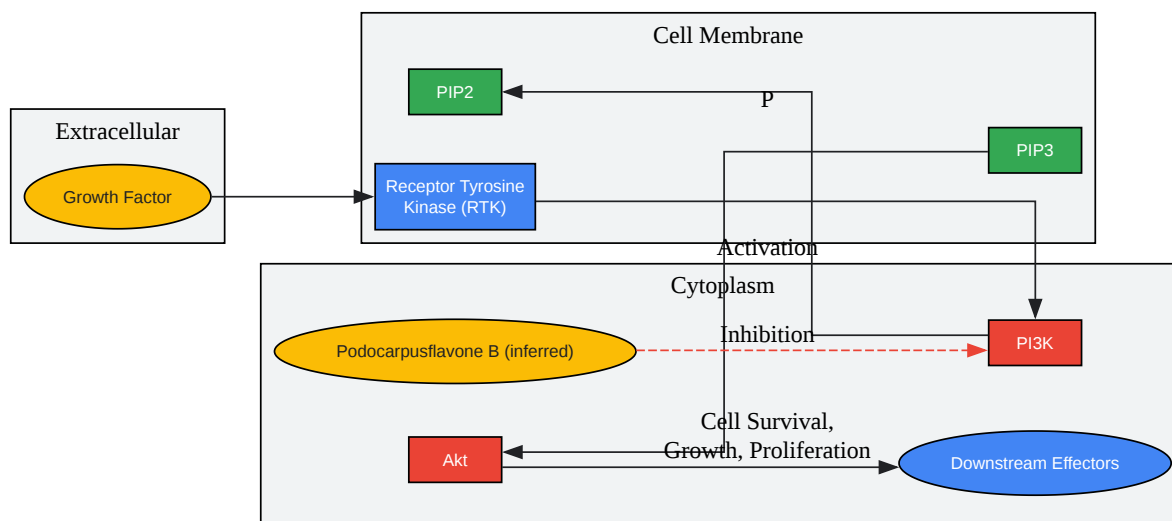 Cell Membrane
PIP2
P
Extracellular
PIP3
Growth Factor
Receptor Tyrosine
Kinase (RTK)
Activation
Cytoplasm
Inhibition
Podocarpusflavone B (inferred)
PI3K
Cell Survival,
Growth, Proliferation
Akt
Downstream Effectors